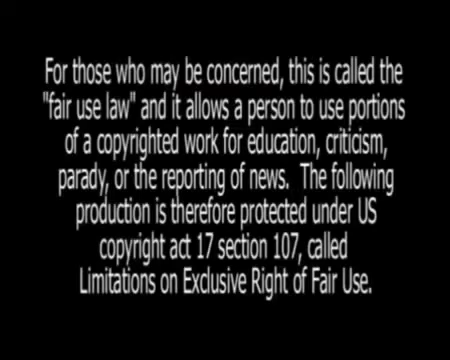 For those who may be concerned, this is called the
"fair use law" and it allows a person to use portions
of a copyrighted work for education, criticism,
parady, or the reporting of news. The following
production is therefore protected under US
copyright act 17 section 107, called
Limitations on Exclusive Right of Fair Use.